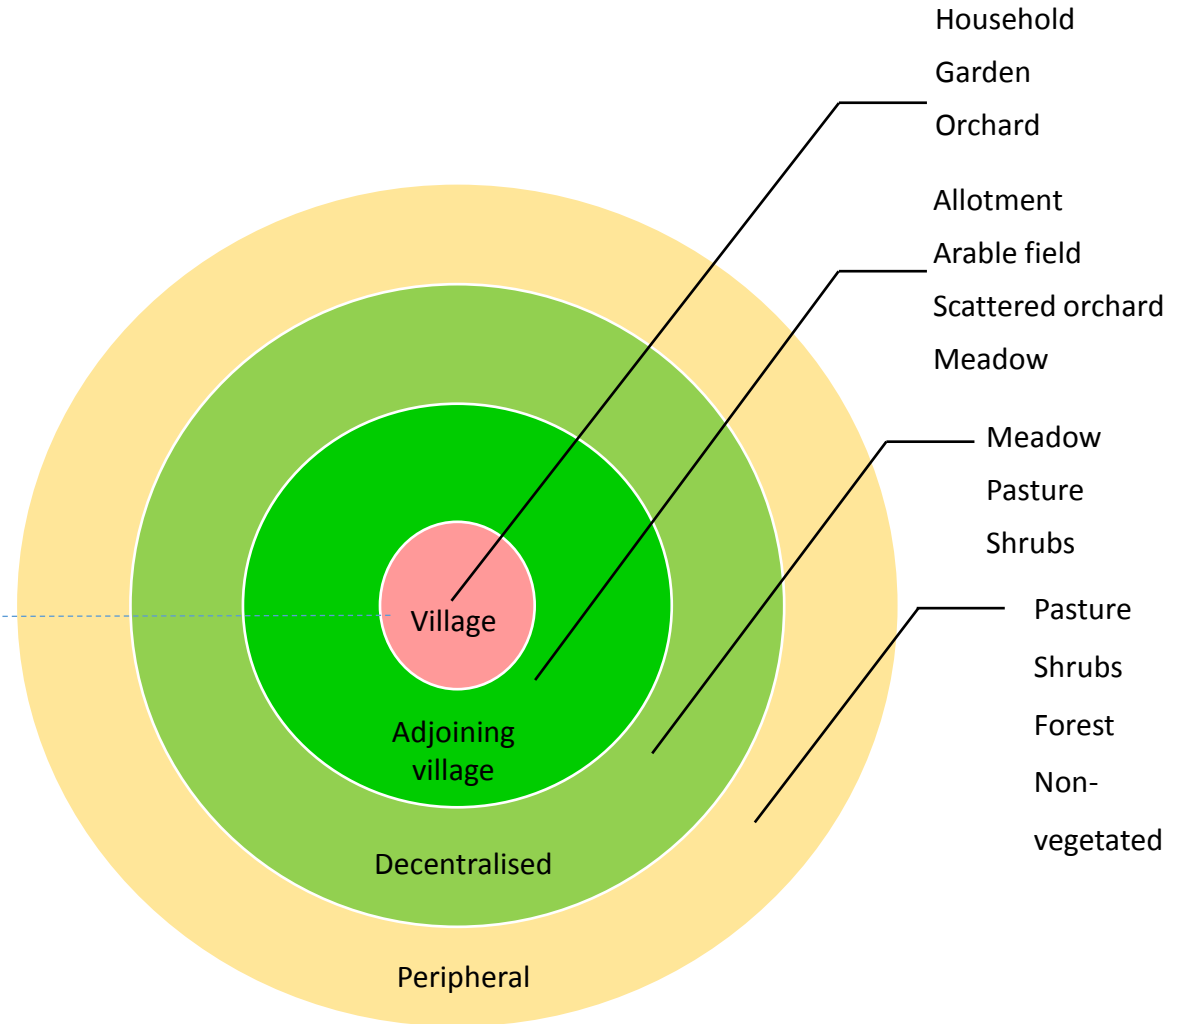 Household
Garden
Orchard
Allotment
Arable field
Scattered orchard
Meadow
Meadow
Pasture
Shrubs
Pasture
Shrubs
Forest
Non-
vegetated
Village
Adjoining
village
Decentralised
Peripheral